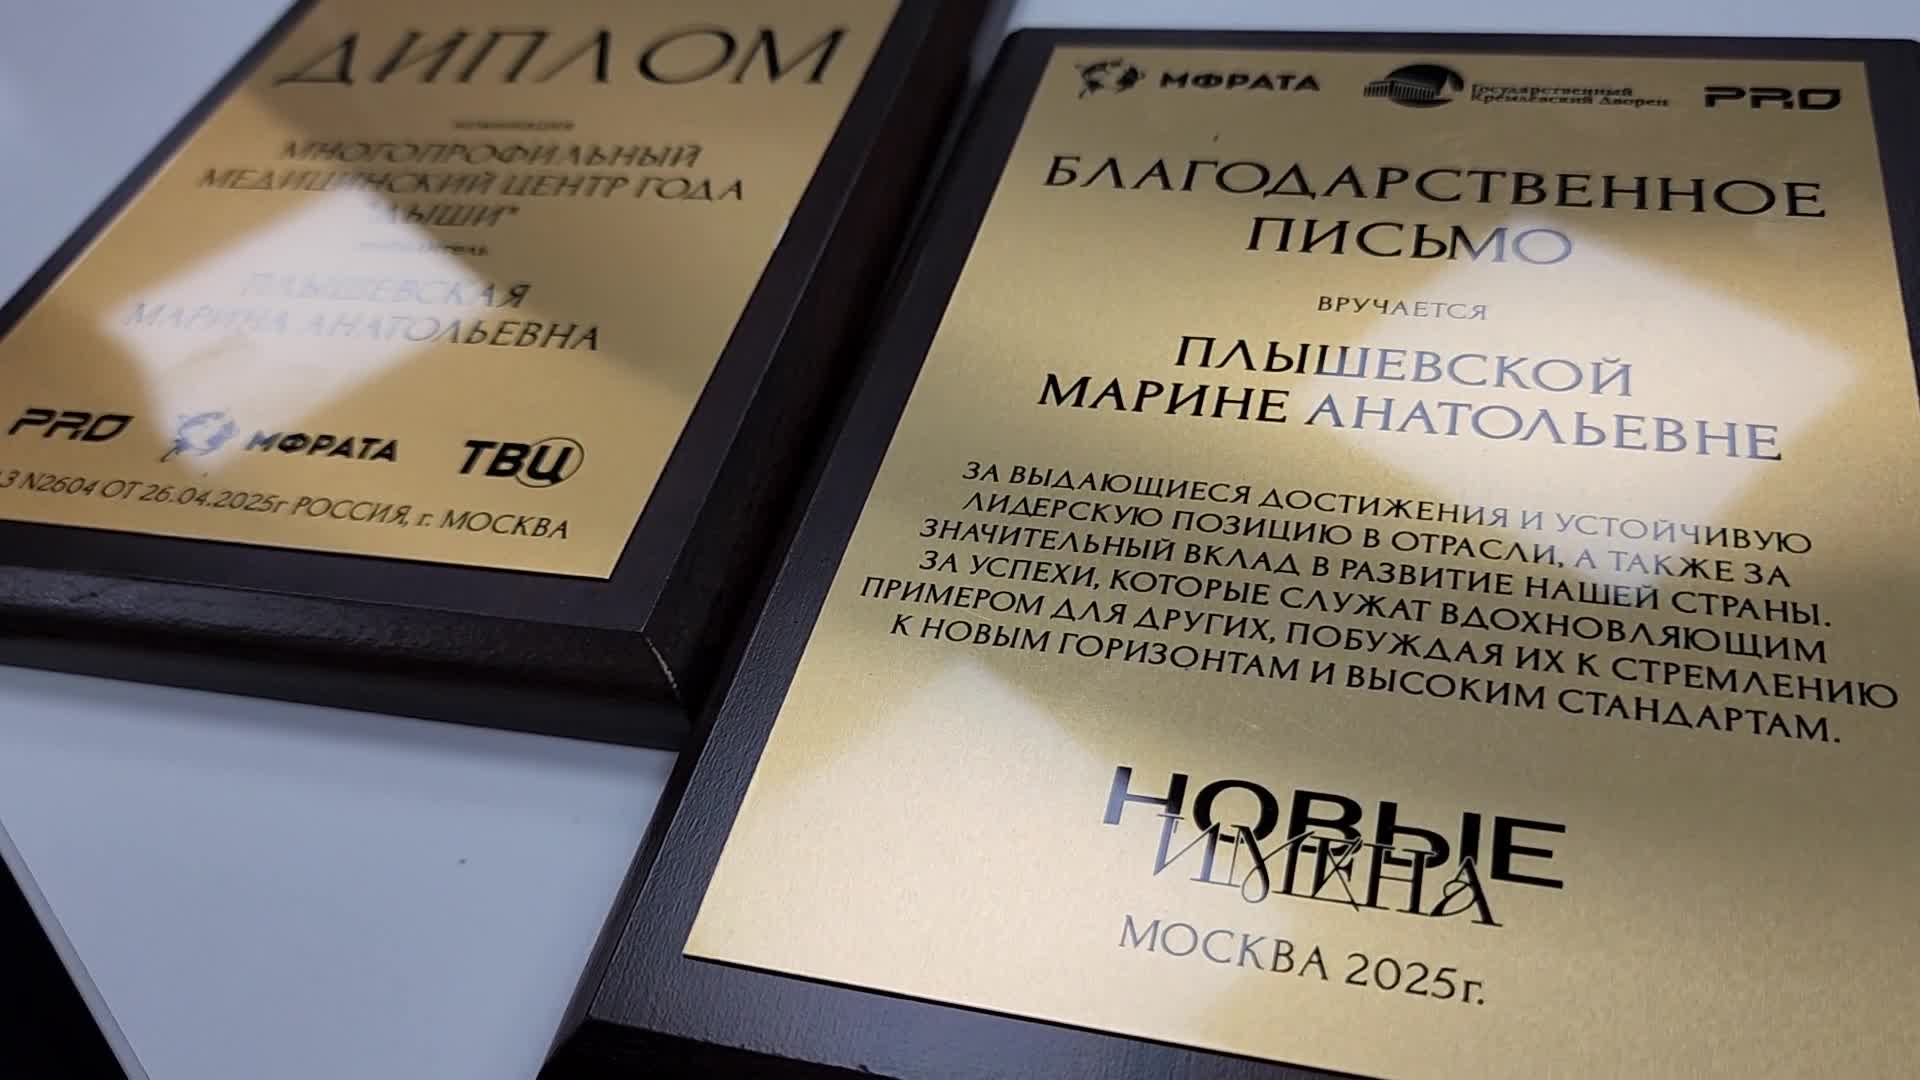 ДИПЛОМ
МНОГОПРОФИЛЬНЫЙ
МЕДИЦИНСКИЙ ЦЕНТР ГОДА
ПЛЫШЕВСКАЯ
МАРИНА АНАТОЛЬЕВНА
PRO МФРАТА ТВЦ
N2604 ОТ 26.04.2025г РОССИЯ, г. МОСКВА
МФРАТА Государственный Кремлёвский Дворец PRO
БЛАГОДАРСТВЕННОЕ
ПИСЬМО
ВРУЧАЕТСЯ
ПЛЫШЕВСКОЙ
МАРИНЕ АНАТОЛЬЕВНЕ
ЗА ВЫДАЮЩИЕСЯ ДОСТИЖЕНИЯ И УСТОЙЧИВУЮ
ЛИДЕРСКУЮ ПОЗИЦИЮ В ОТРАСЛИ, А ТАКЖЕ ЗА
ЗНАЧИТЕЛЬНЫЙ ВКЛАД В РАЗВИТИЕ НАШЕЙ СТРАНЫ.
ЗА УСПЕХИ, КОТОРЫЕ СЛУЖАТ ВДОХНОВЛЯЮЩИМ
ПРИМЕРОМ ДЛЯ ДРУГИХ, ПОБУЖДАЯ ИХ К СТРЕМЛЕНИЮ
К НОВЫМ ГОРИЗОНТАМ И ВЫСОКИМ СТАНДАРТАМ.
НОВЫЕ
ИМЕНА
МОСКВА 2025г.